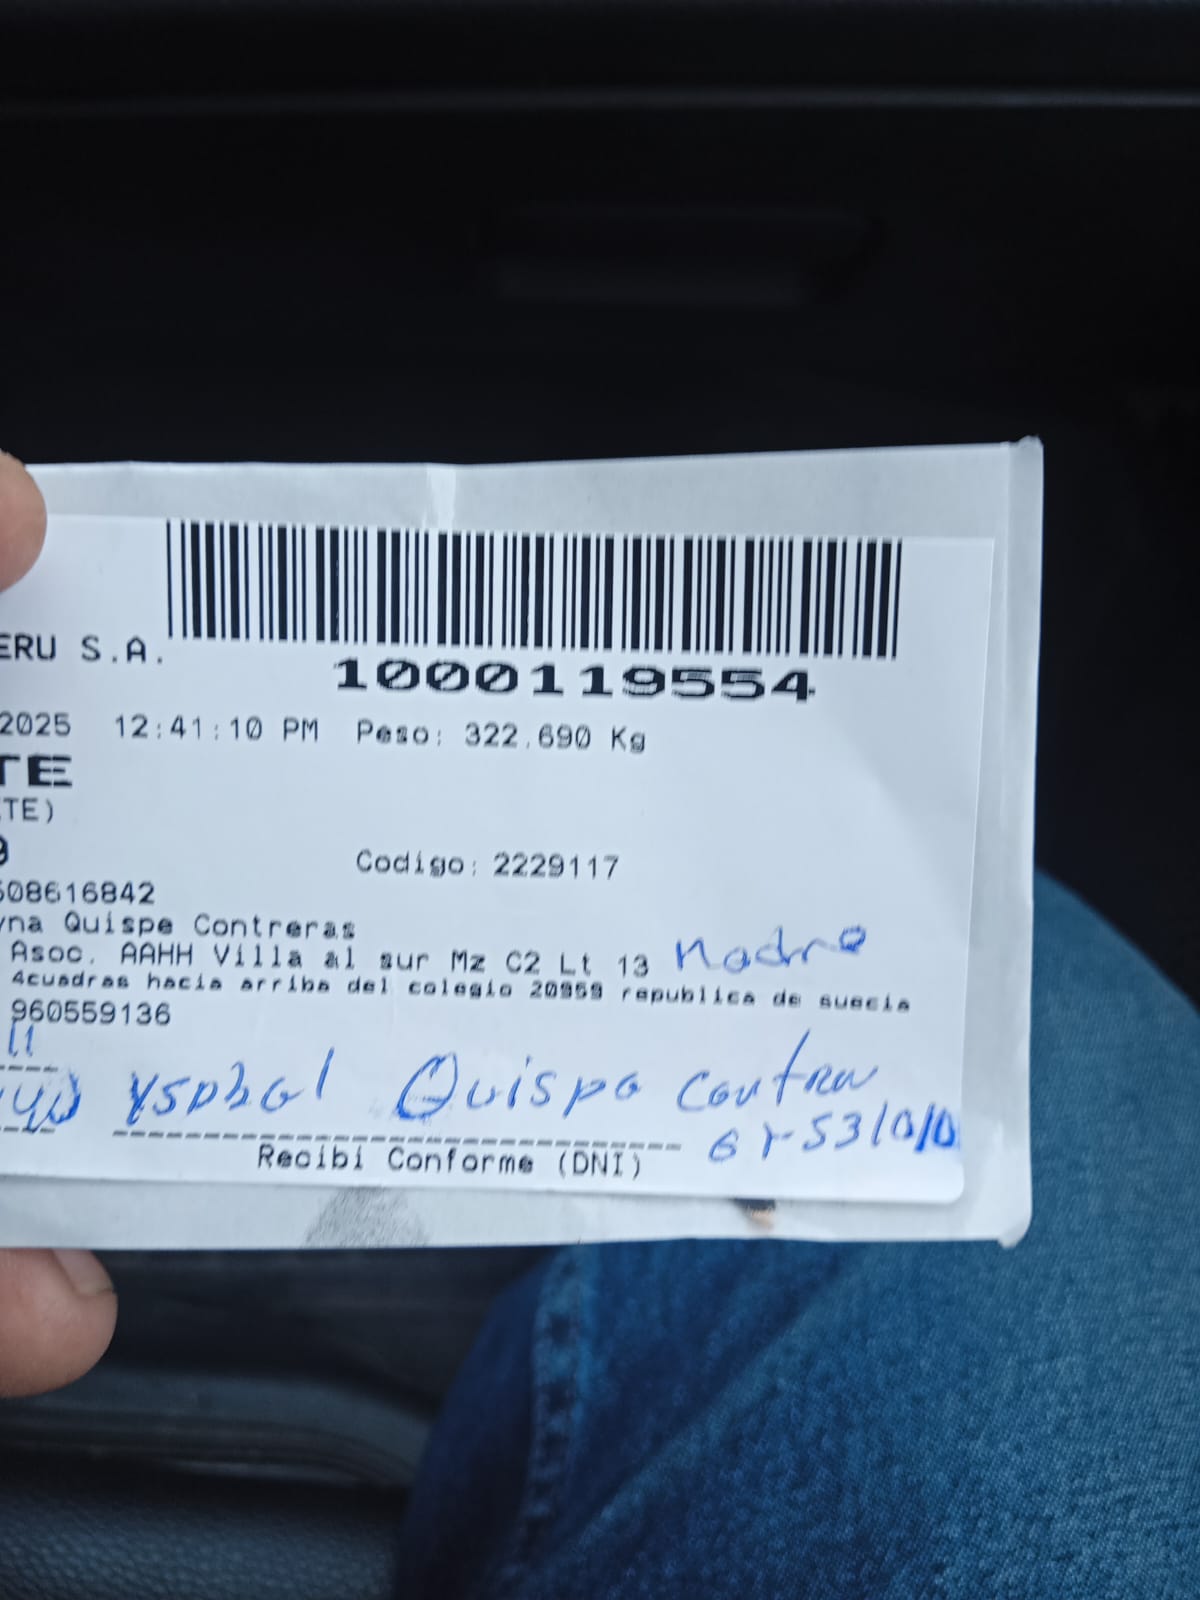 ERU S.A.
1000119554
2025 12:41:10 PM Peso: 322.690 Kg
TE
TE)
Codigo: 2229117
608616842
yna Quispe Contreras
Asoc. AAHH Villa al sur Mz C2 Lt 13 Madre
4cuadras hacia arriba del colegio 20959 republica de suecia
960559136
Quispe
Recibi Conforme (DNI)